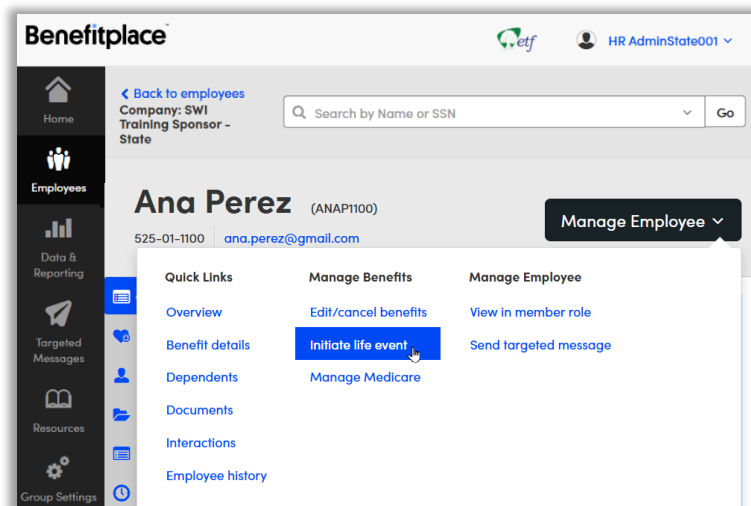 Benefitplace
etf
HR AdminState001
Home
Employees
Data &
Reporting
Targeted
Messages
Resources
Group Settings
Back to employees
Company: SWI
Training Sponsor -
State
Search by Name or SSN
Go
Ana Perez (ANAP1100)
525-01-1100 ana.perez@gmail.com
Manage Employee
Quick Links
Overview
Benefit details
Dependents
Documents
Interactions
Employee history
Manage Benefits
Edit/cancel benefits
Initiate life event
Manage Medicare
Manage Employee
View in member role
Send targeted message